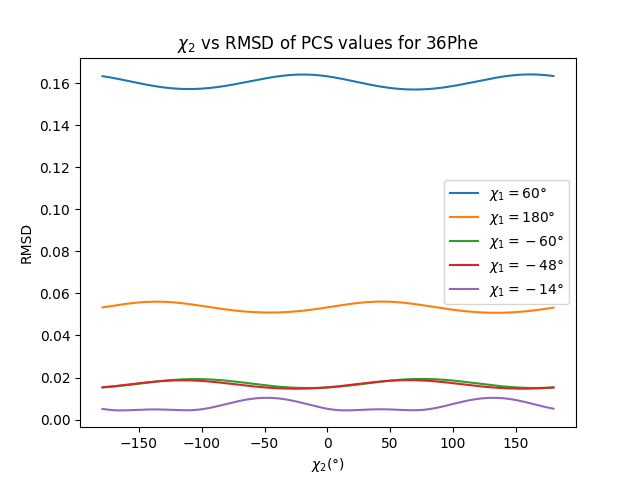 χ₂ vs RMSD of PCS values for 36Phe
0.16
0.14
0.12
0.10
0.08
0.06
0.04
0.02
0.00
RMSD
χ₁ = 60°
χ₁ = 180°
χ₁ = −60°
χ₁ = −48°
χ₁ = −14°
−150 −100 −50 0 50 100 150
χ₂(°)